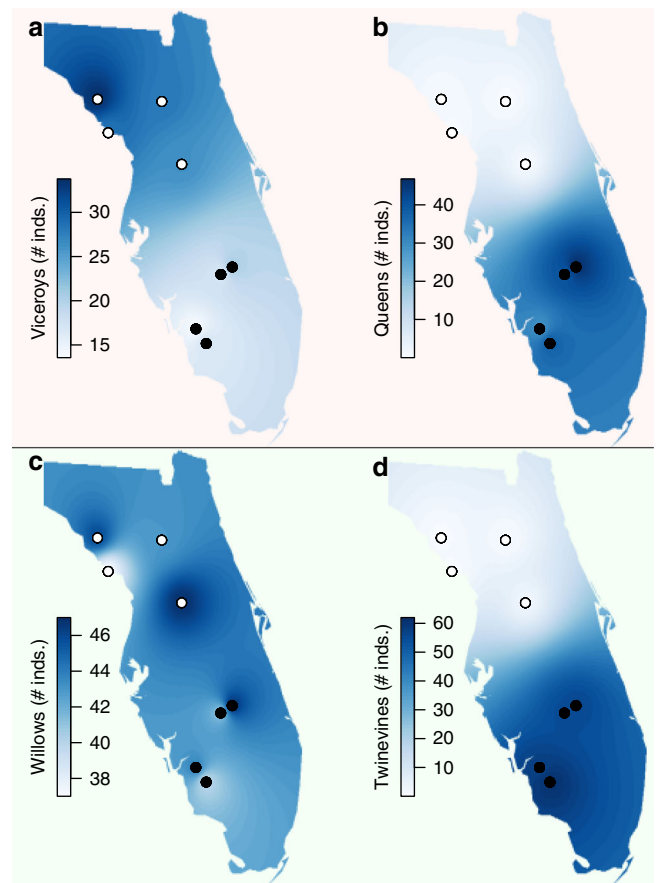 a
Viceroys (# inds.)
30
25
20
15
b
Queens (# inds.)
40
30
20
10
c
Willows (# inds.)
46
44
42
40
38
d
Twinevines (# inds.)
60
50
40
30
20
10